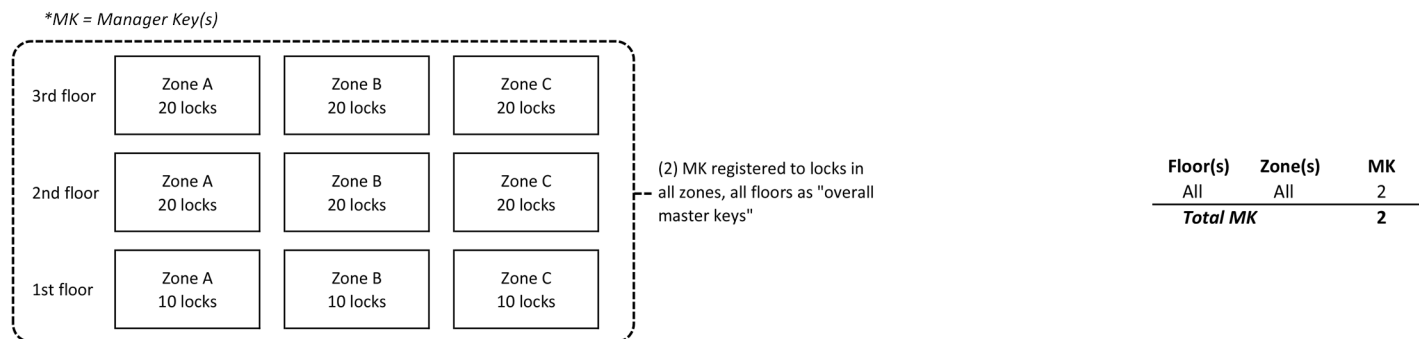 *MK = Manager Key(s)
3rd floor
Zone A
20 locks
Zone B
20 locks
Zone C
20 locks
2nd floor
Zone A
20 locks
Zone B
20 locks
Zone C
20 locks
1st floor
Zone A
10 locks
Zone B
10 locks
Zone C
10 locks
(2) MK registered to locks in
all zones, all floors as "overall
master keys"
Floor(s) Zone(s) MK
All All 2
Total MK 2